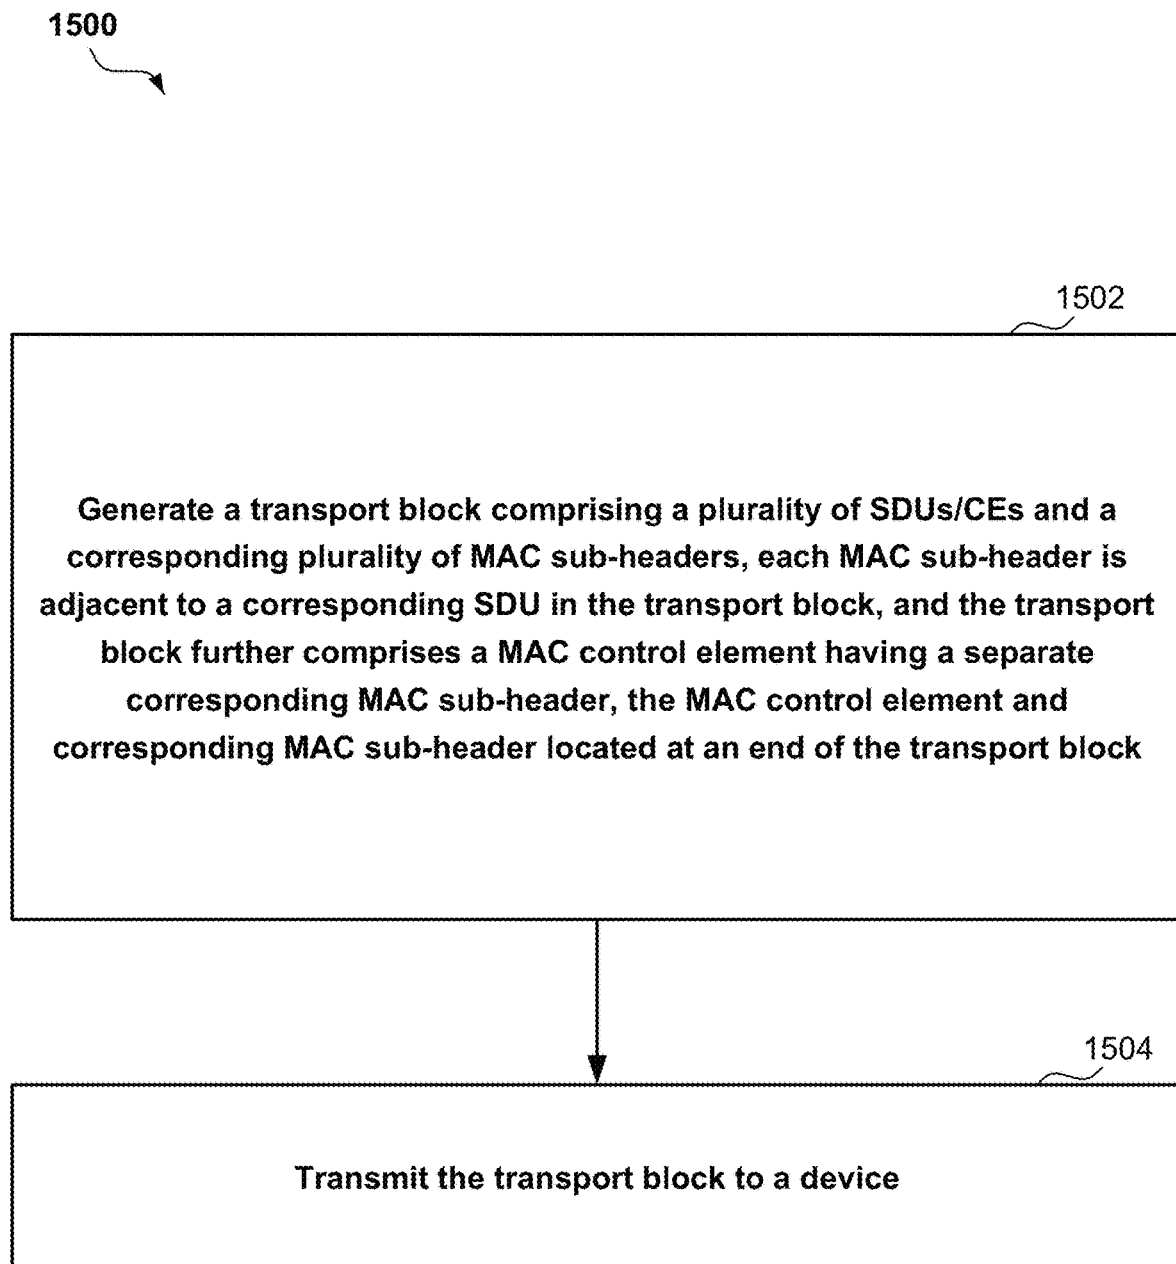 1500
1502
Generate a transport block comprising a plurality of SDUs/CEs and a
corresponding plurality of MAC sub-headers, each MAC sub-header is
adjacent to a corresponding SDU in the transport block, and the transport
block further comprises a MAC control element having a separate
corresponding MAC sub-header, the MAC control element and
corresponding MAC sub-header located at an end of the transport block
1504
Transmit the transport block to a device